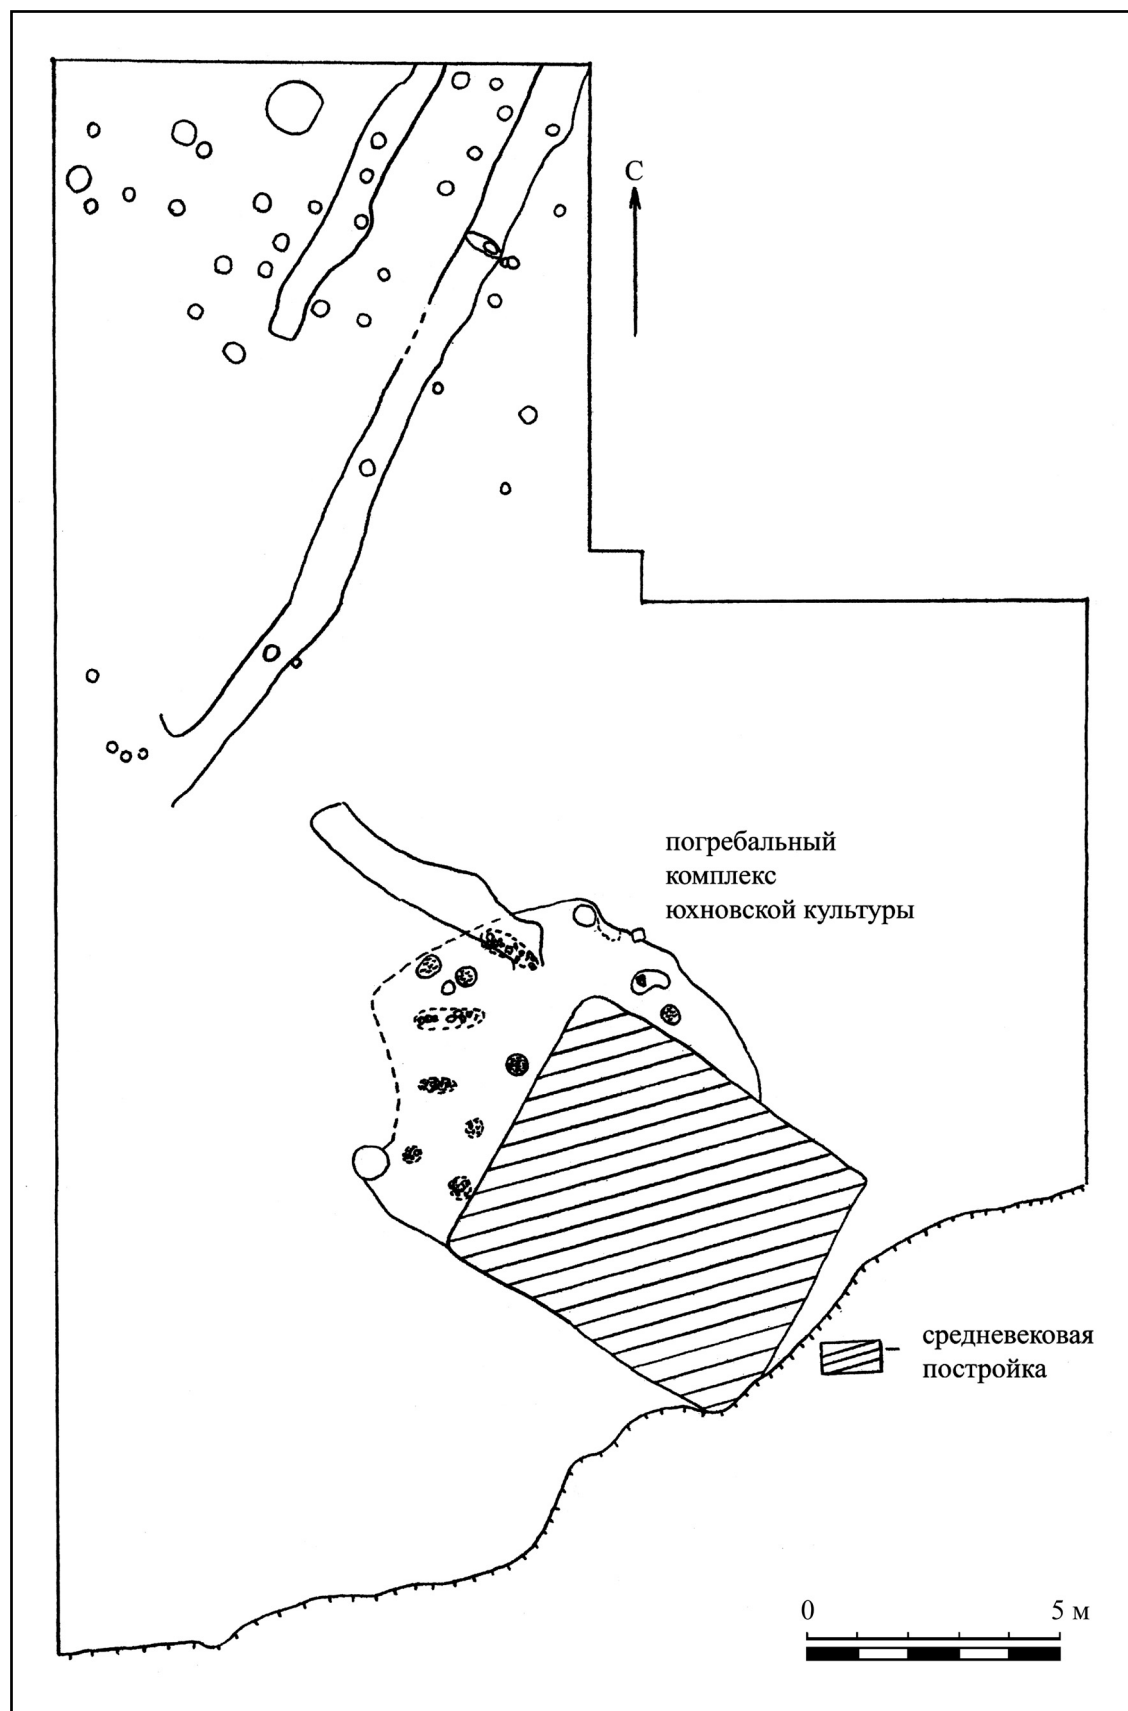 С
погребальный
комплекс
юхновской культуры
средневековая
постройка
0 5 м